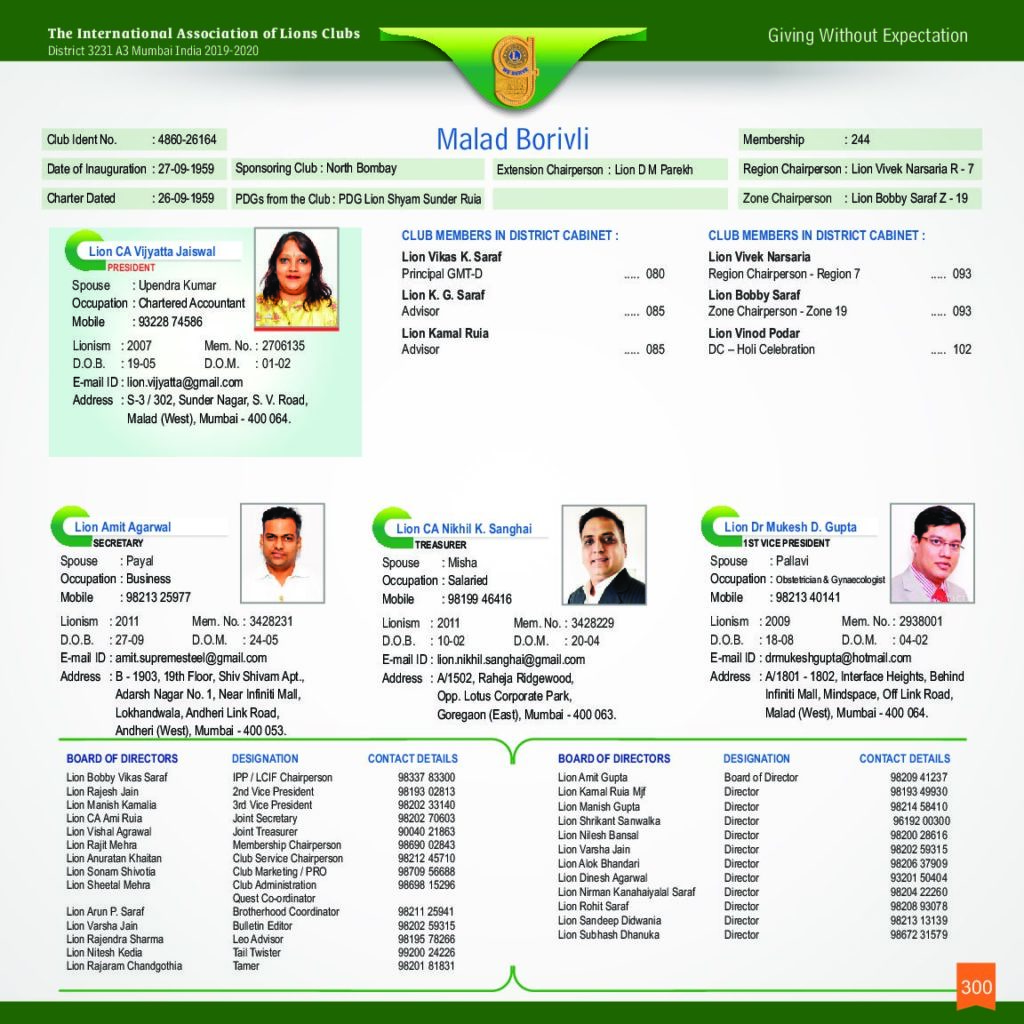 The International Association of Lions Clubs
District 3231 A3 Mumbai India 2019-2020
Giving Without Expectation
WE SERVE
Malad Borivli
Club Ident No. : 4860-26164
Membership : 244
Date of Inauguration : 27-09-1959
Sponsoring Club : North Bombay
Extension Chairperson : Lion D M Parekh
Region Chairperson : Lion Vivek Narsaria R - 7
Charter Dated : 26-09-1959
PDGs from the Club : PDG Lion Shyam Sunder Ruia
Zone Chairperson : Lion Bobby Saraf Z - 19
Lion CA Vijyatta Jaiswal
PRESIDENT
Spouse : Upendra Kumar
Occupation : Chartered Accountant
Mobile : 93228 74586
Lionism : 2007 Mem. No. : 2706135
D.O.B. : 19-05 D.O.M. : 01-02
E-mail ID : lion.vijyatta@gmail.com
Address : S-3 / 302, Sunder Nagar, S. V. Road,
Malad (West), Mumbai - 400 064.
CLUB MEMBERS IN DISTRICT CABINET :
Lion Vikas K. Saraf
Principal GMT-D ..... 080
Lion K. G. Saraf
Advisor ..... 085
Lion Kamal Ruia
Advisor ..... 085
CLUB MEMBERS IN DISTRICT CABINET :
Lion Vivek Narsaria
Region Chairperson - Region 7 ..... 093
Lion Bobby Saraf
Zone Chairperson - Zone 19 ..... 093
Lion Vinod Podar
DC – Holi Celebration ..... 102
Lion Amit Agarwal
SECRETARY
Spouse : Payal
Occupation : Business
Mobile : 98213 25977
Lionism : 2011 Mem. No. : 3428231
D.O.B. : 27-09 D.O.M. : 24-05
E-mail ID : amit.supremesteel@gmail.com
Address : B - 1903, 19th Floor, Shiv Shivam Apt.,
Adarsh Nagar No. 1, Near Infiniti Mall,
Lokhandwala, Andheri Link Road,
Andheri (West), Mumbai - 400 053.
Lion CA Nikhil K. Sanghai
TREASURER
Spouse : Misha
Occupation : Salaried
Mobile : 98199 46416
Lionism : 2011 Mem. No. : 3428229
D.O.B. : 10-02 D.O.M. : 20-04
E-mail ID : lion.nikhil.sanghai@gmail.com
Address : A/1502, Raheja Ridgewood,
Opp. Lotus Corporate Park,
Goregaon (East), Mumbai - 400 063.
Lion Dr Mukesh D. Gupta
1ST VICE PRESIDENT
Spouse : Pallavi
Occupation : Obstetrician & Gynaecologist
Mobile : 98213 40141
Lionism : 2009 Mem. No. : 2938001
D.O.B. : 18-08 D.O.M. : 04-02
E-mail ID : drmukeshgupta@hotmail.com
Address : A/1801 - 1802, Interface Heights, Behind
Infiniti Mall, Mindspace, Off Link Road,
Malad (West), Mumbai - 400 064.
BOARD OF DIRECTORS DESIGNATION CONTACT DETAILS
Lion Bobby Vikas Saraf IPP / LCIF Chairperson 98337 83300
Lion Rajesh Jain 2nd Vice President 98193 02813
Lion Manish Kamalia 3rd Vice President 98202 33140
Lion CA Ami Ruia Joint Secretary 98202 70603
Lion Vishal Agrawal Joint Treasurer 90040 21863
Lion Rajit Mehra Membership Chairperson 98690 02843
Lion Anuratan Khaitan Club Service Chairperson 98212 45710
Lion Sonam Shivotia Club Marketing / PRO 98709 56688
Lion Sheetal Mehra Club Administration 98698 15296
Quest Co-ordinator
Lion Arun P. Saraf Brotherhood Coordinator 98211 25941
Lion Varsha Jain Bulletin Editor 98202 59315
Lion Rajendra Sharma Leo Advisor 98195 78266
Lion Nitesh Kedia Tail Twister 99200 24226
Lion Rajaram Chandgothia Tamer 98201 81831
BOARD OF DIRECTORS DESIGNATION CONTACT DETAILS
Lion Amit Gupta Board of Director 98209 41237
Lion Kamal Ruia Mjf Director 98193 49930
Lion Manish Gupta Director 98214 58410
Lion Shrikant Sanwalka Director 96192 00300
Lion Nilesh Bansal Director 98200 28616
Lion Varsha Jain Director 98202 59315
Lion Alok Bhandari Director 98206 37909
Lion Dinesh Agarwal Director 93201 50404
Lion Nirman Kanahaiyalal Saraf Director 98204 22260
Lion Rohit Saraf Director 98208 93078
Lion Sandeep Didwania Director 98213 13139
Lion Subhash Dhanuka Director 98672 31579
300